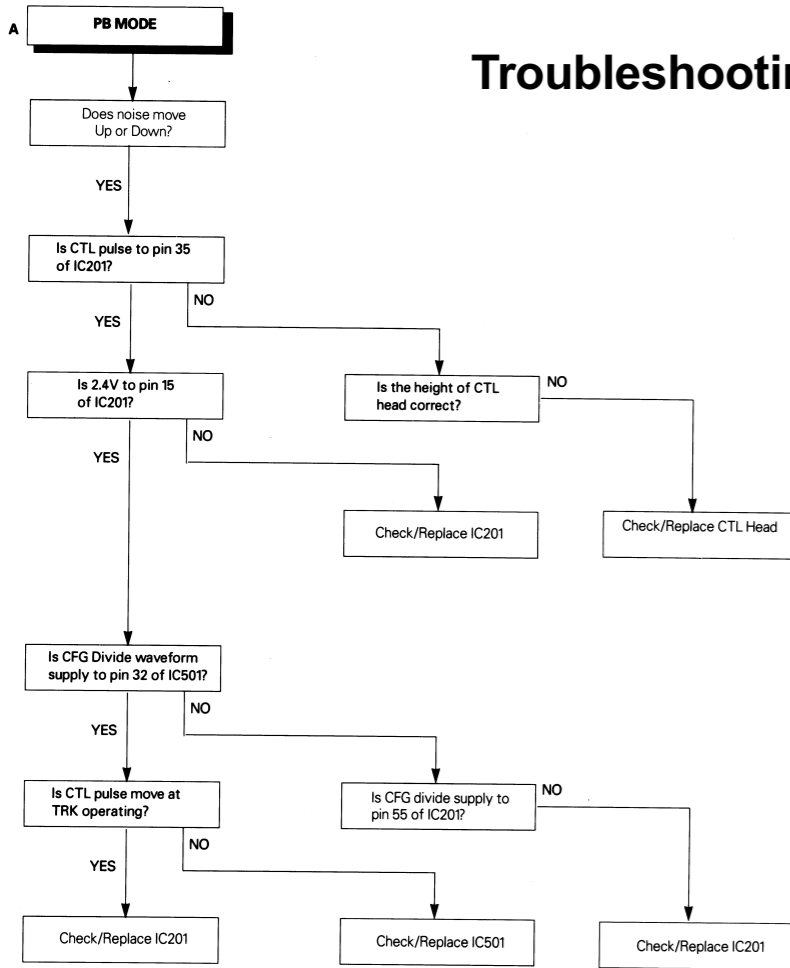 A
PB MODE
Troubleshootin
Does noise move
Up or Down?
YES
Is CTL pulse to pin 35
of IC201?
NO
YES
Is 2.4V to pin 15
of IC201?
Is the height of CTL
head correct?
NO
NO
YES
Check/Replace IC201
Check/Replace CTL Head
Is CFG Divide waveform
supply to pin 32 of IC501?
NO
YES
Is CTL pulse move at
TRK operating?
Is CFG divide supply to
pin 55 of IC201?
NO
NO
YES
Check/Replace IC201
Check/Replace IC501
Check/Replace IC201